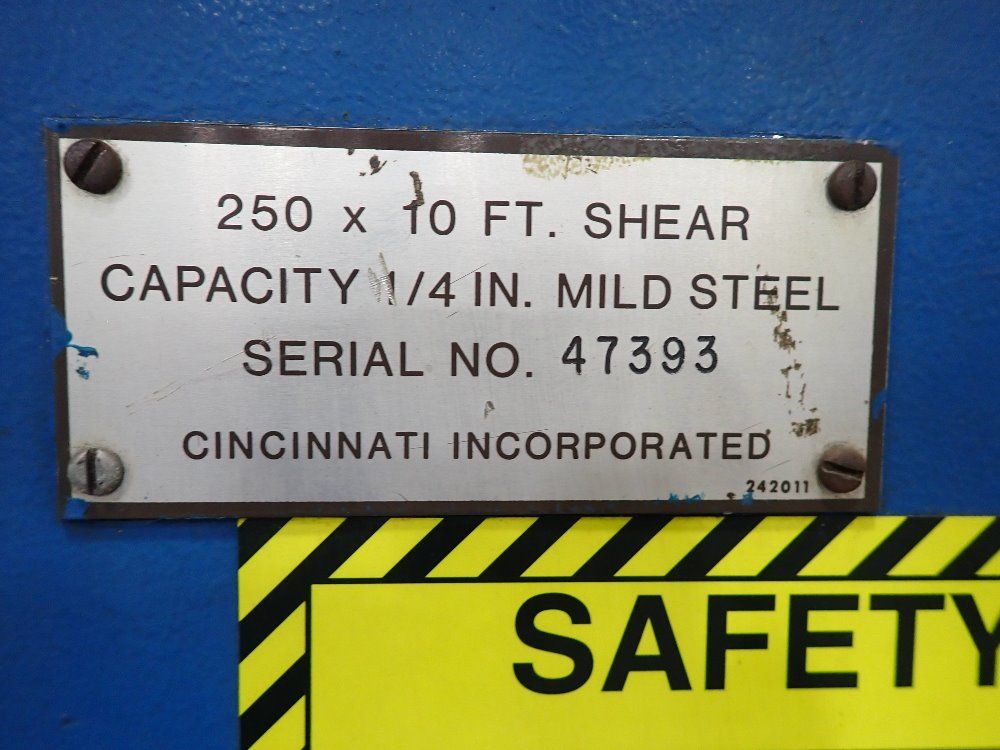 250 x 10 FT. SHEAR
CAPACITY 1/4 IN. MILD STEEL
SERIAL NO. 47393
CINCINNATI INCORPORATED
242011
SAFETY